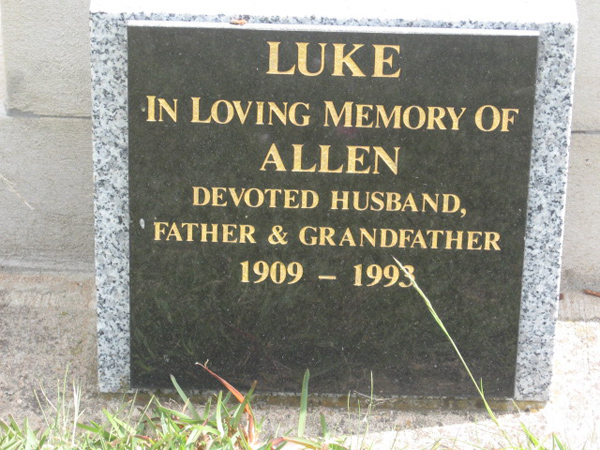 LUKE
IN LOVING MEMORY OF
ALLEN
DEVOTED HUSBAND,
FATHER & GRANDFATHER
1909 – 1993